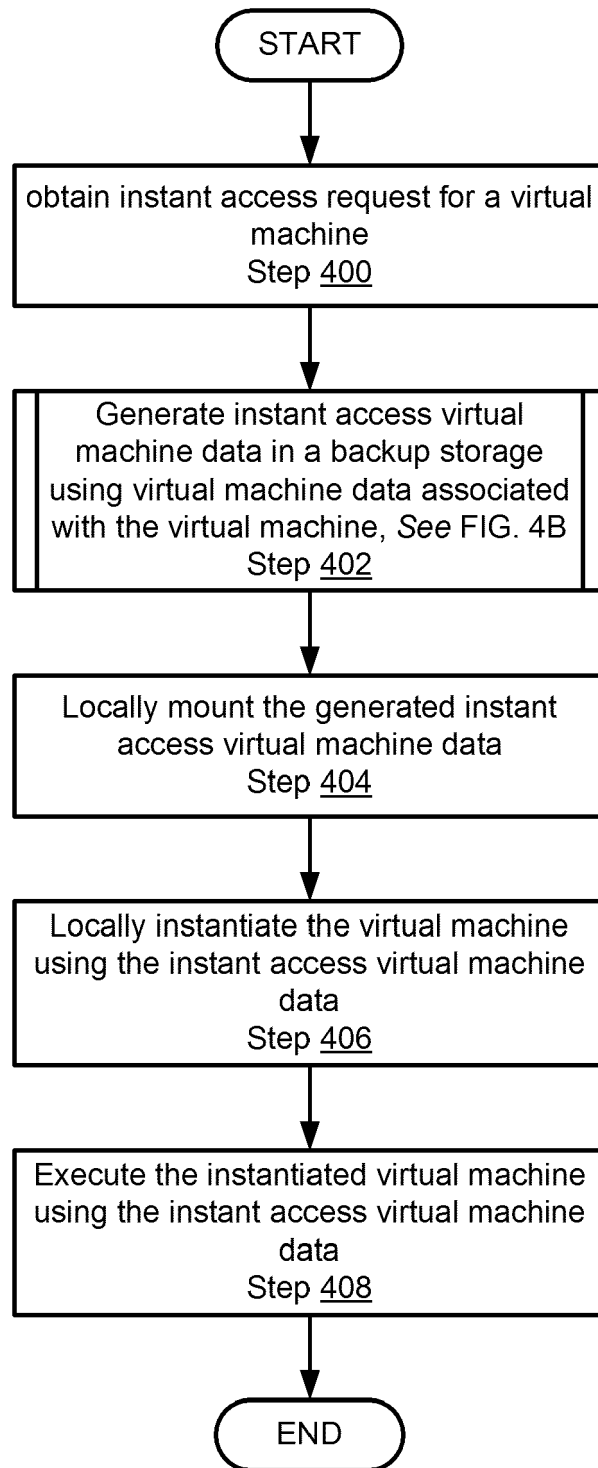 START
obtain instant access request for a virtual
machine
Step 400
Generate instant access virtual
machine data in a backup storage
using virtual machine data associated
with the virtual machine, See FIG. 4B
Step 402
Locally mount the generated instant
access virtual machine data
Step 404
Locally instantiate the virtual machine
using the instant access virtual machine
data
Step 406
Execute the instantiated virtual machine
using the instant access virtual machine
data
Step 408
END